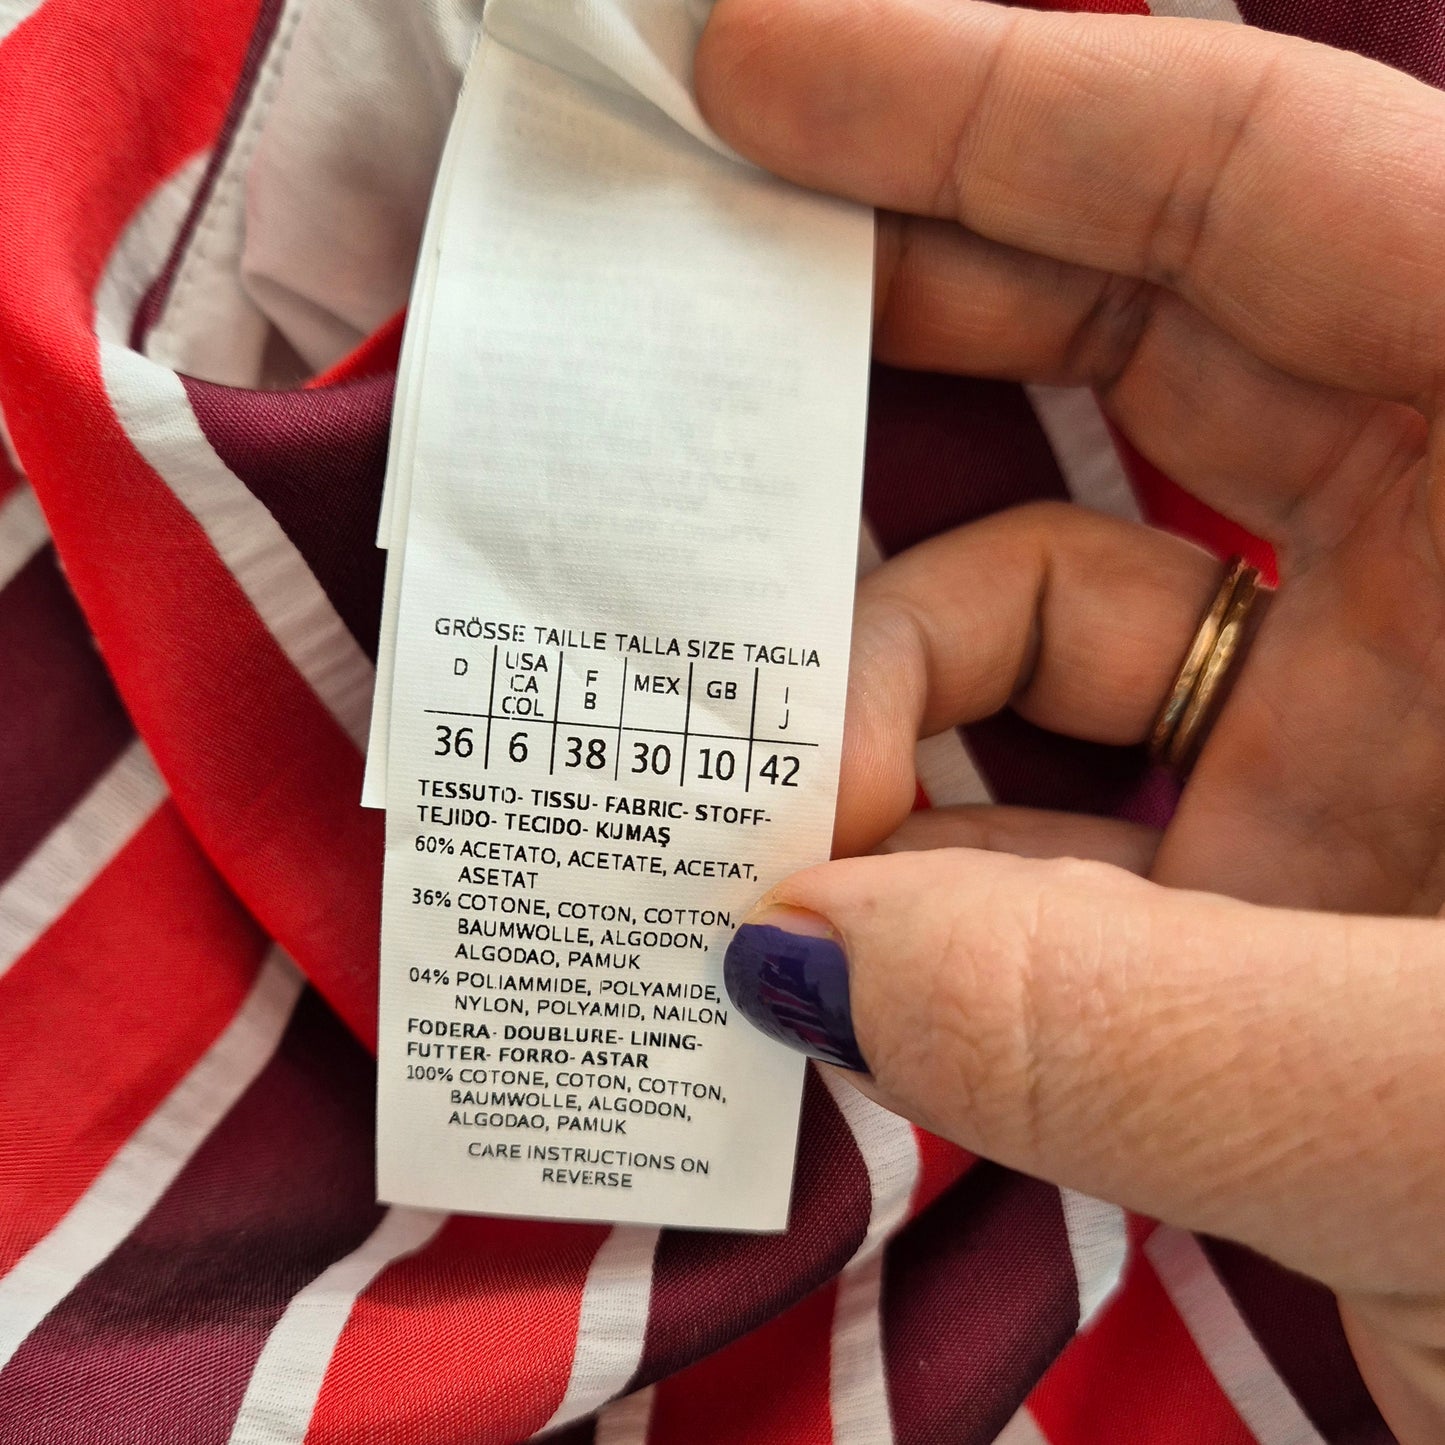 GRÖSSE TAILLE TALLA SIZE TAGLIA
D | USA CA COL | F B | MEX | GB | I J
36 | 6 | 38 | 30 | 10 | 42
TESSUTO- TISSU- FABRIC- STOFF-
TEJIDO- TECIDO- KUMAŞ
60% ACETATO, ACETATE, ACETAT,
ASETAT
36% COTONE, COTON, COTTON,
BAUMWOLLE, ALGODON,
ALGODAO, PAMUK
04% POLIAMMIDE, POLYAMIDE,
NYLON, POLYAMID, NAILON
FODERA- DOUBLURE- LINING-
FUTTER- FORRO- ASTAR
100% COTONE, COTON, COTTON,
BAUMWOLLE, ALGODON,
ALGODAO, PAMUK
CARE INSTRUCTIONS ON
REVERSE